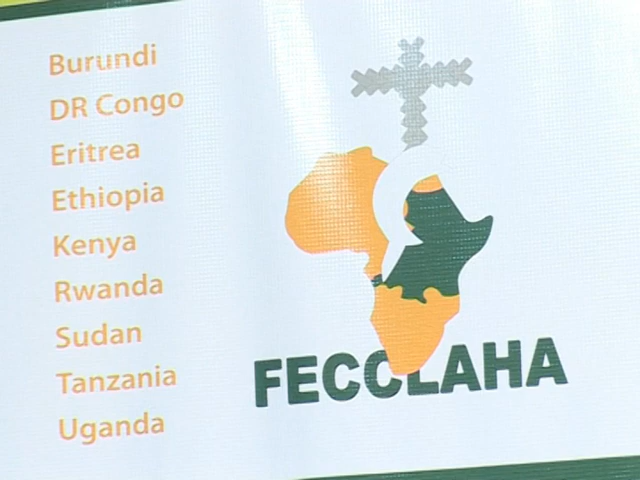 Burundi
DR Congo
Eritrea
Ethiopia
Kenya
Rwanda
Sudan
Tanzania
Uganda
FECCLAHA